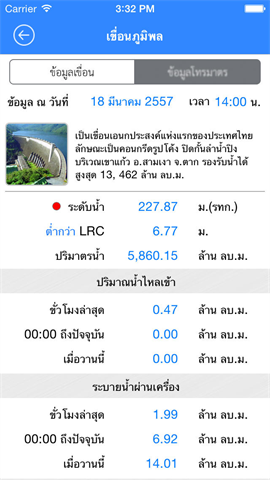 Carrier 3:32 PM
เขื่อนภูมิพล
ข้อมูลเขื่อน ข้อมูลโทรมาตร
ข้อมูล ณ วันที่ 18 มีนาคม 2557 เวลา 14:00 น.
เป็นเขื่อนเอนกประสงค์แห่งแรกของประเทศไทย
ลักษณะเป็นคอนกรีตรูปโค้ง ปิดกั้นลำน้ำปิง
บริเวณเขาแก้ว อ.สามเงา จ.ตาก รองรับน้ำได้
สูงสุด 13, 462 ล้าน ลบ.ม.
ระดับน้ำ 227.87 ม.(รทก.)
ต่ำกว่า LRC 6.77 ม.
ปริมาตรน้ำ 5,860.15 ล้าน ลบ.ม.
ปริมาณน้ำไหลเข้า
ชั่วโมงล่าสุด 0.47 ล้าน ลบ.ม.
00:00 ถึงปัจจุบัน 0.00 ล้าน ลบ.ม.
เมื่อวานนี้ 0.00 ล้าน ลบ.ม.
ระบายน้ำผ่านเครื่อง
ชั่วโมงล่าสุด 1.99 ล้าน ลบ.ม.
00:00 ถึงปัจจุบัน 6.92 ล้าน ลบ.ม.
เมื่อวานนี้ 14.01 ล้าน ลบ.ม.